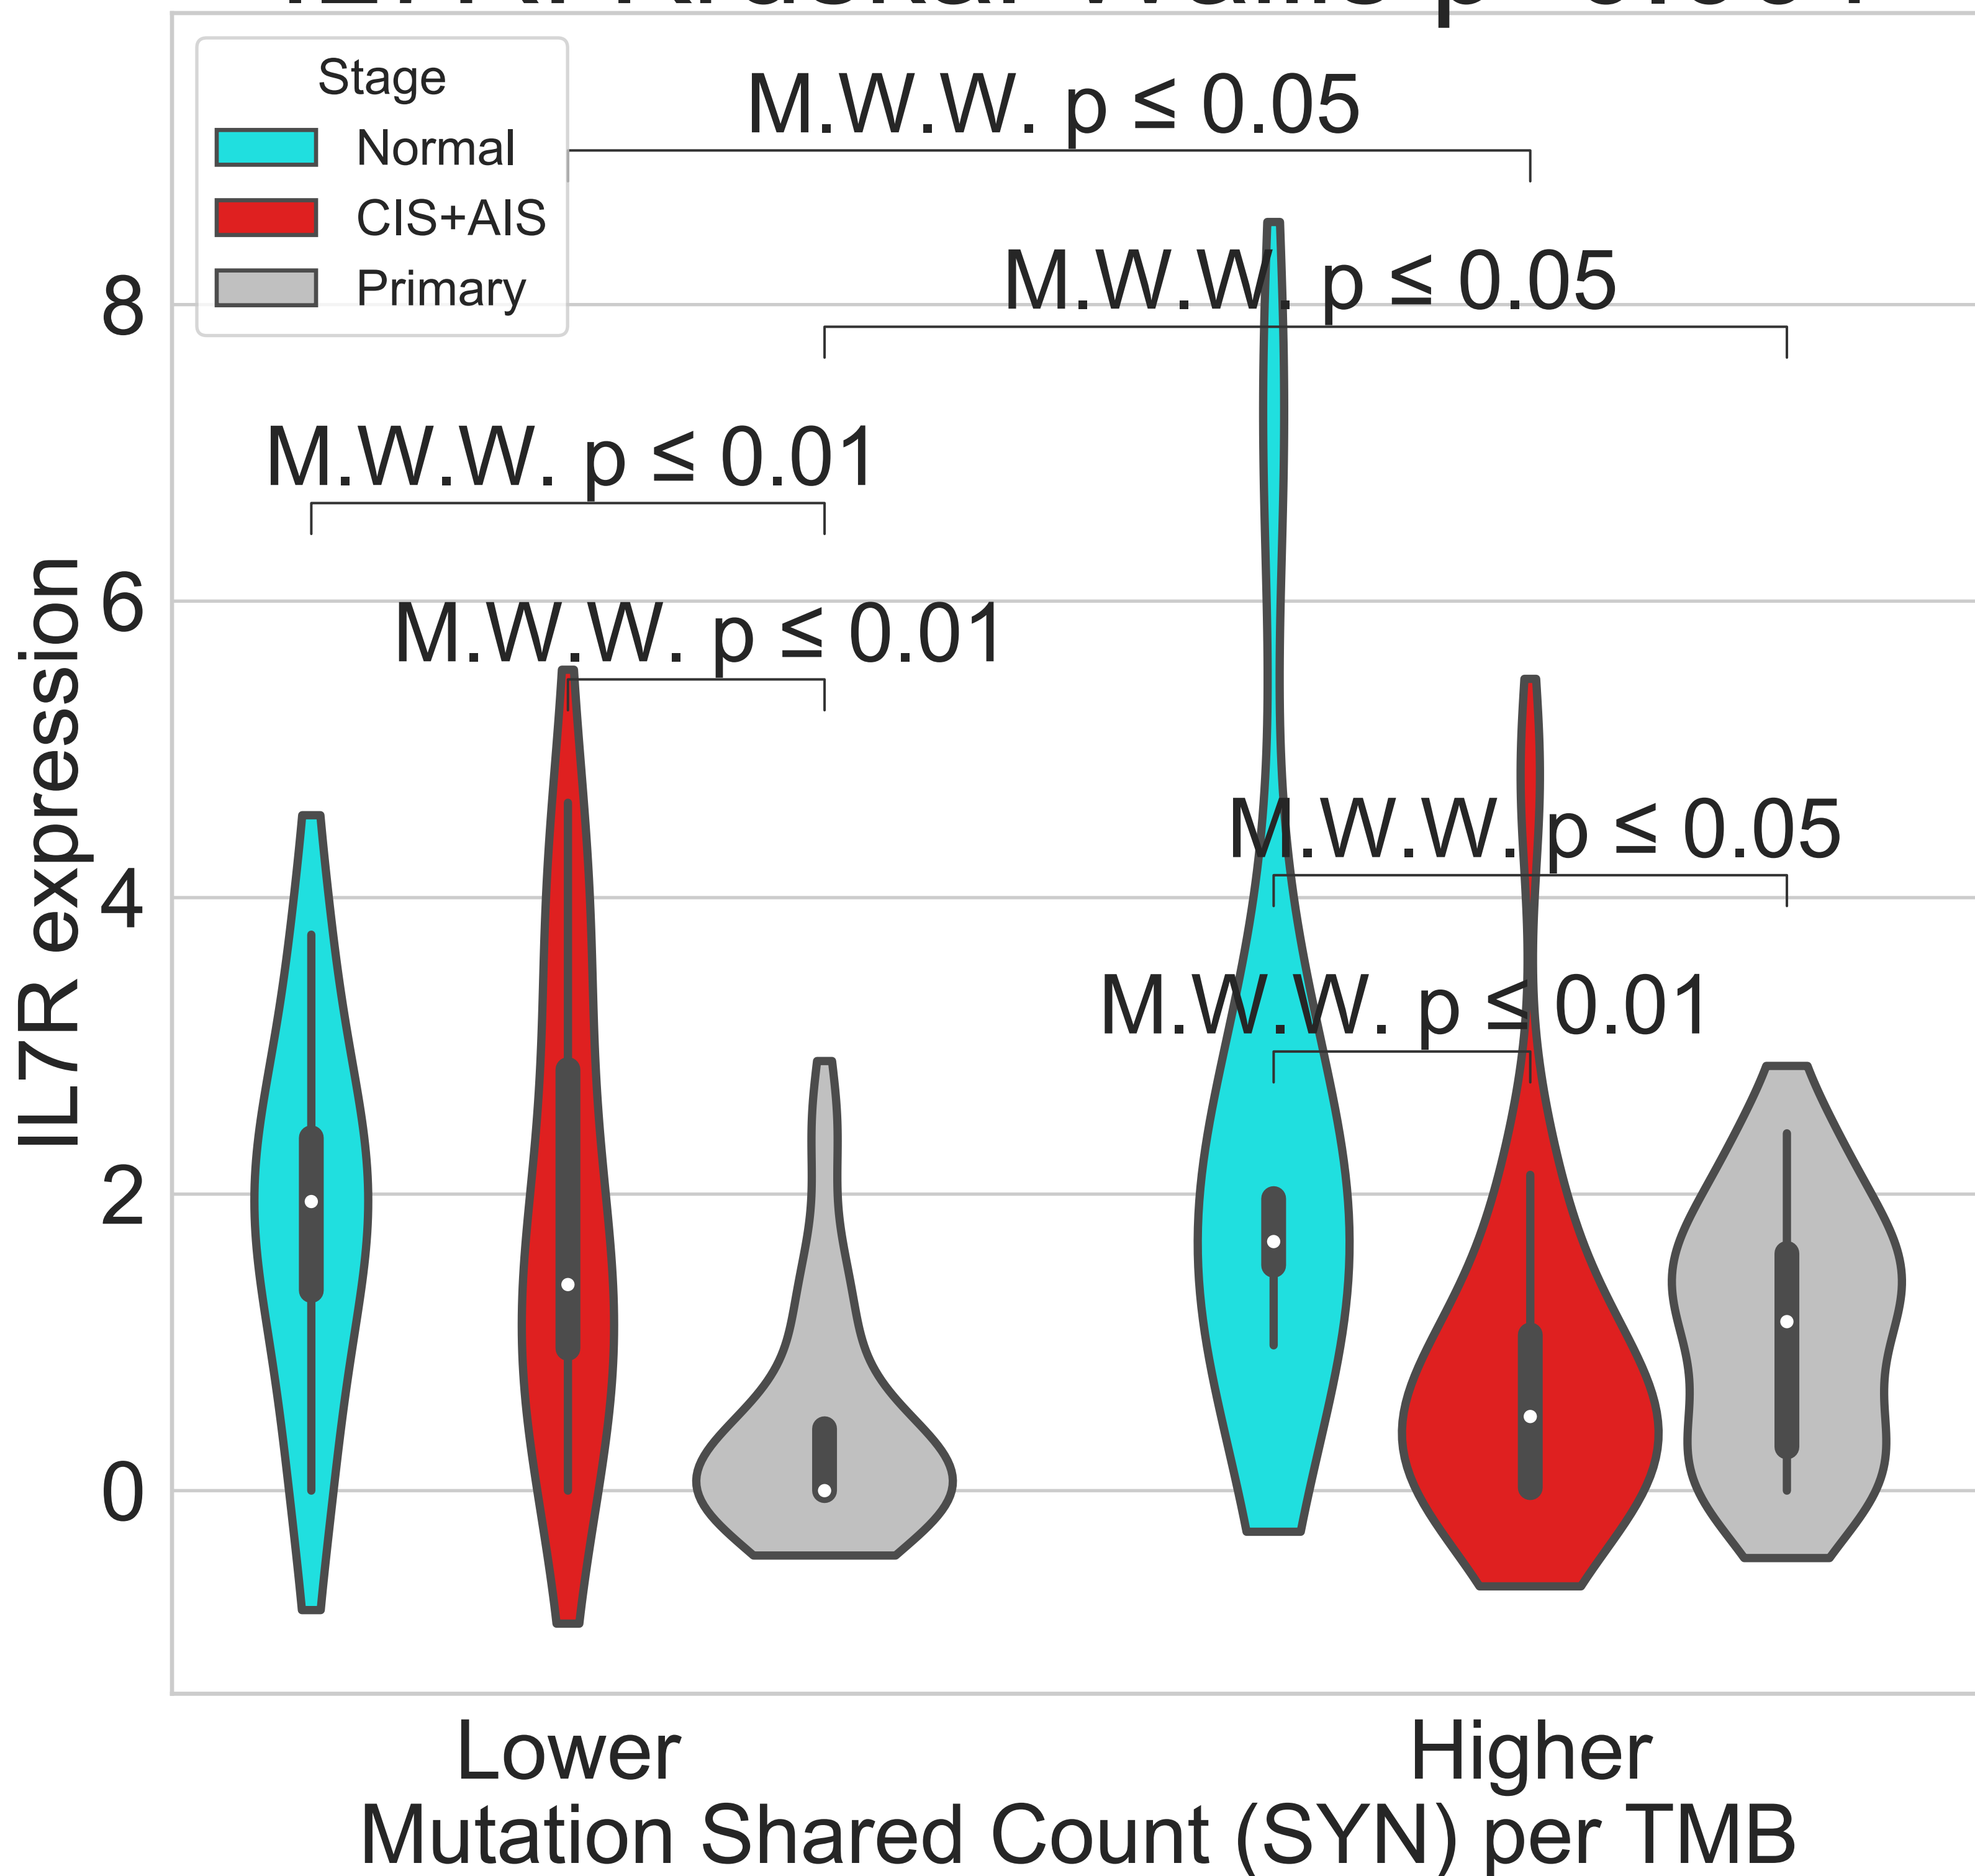 Stage
Normal
CIS+AIS
Primary
M.W.W. p ≤ 0.05
M.W.W. p ≤ 0.05
M.W.W. p ≤ 0.01
M.W.W. p ≤ 0.01
M.W.W. p ≤ 0.05
M.W.W. p ≤ 0.01
8
6
4
2
0
IL7R expression
Lower
Higher
Mutation Shared Count (SYN) per TMB